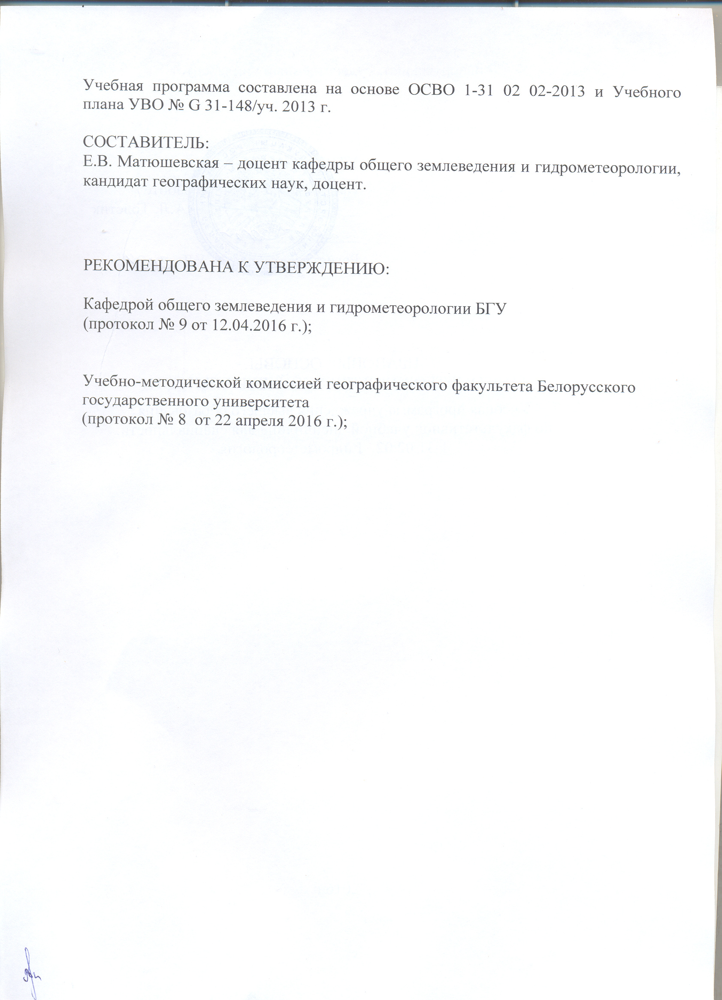 Учебная программа составлена на основе ОСВО 1-31 02 02-2013 и Учебного
плана УВО № G 31-148/уч. 2013 г.
СОСТАВИТЕЛЬ:
Е.В. Матюшевская – доцент кафедры общего землеведения и гидрометеорологии,
кандидат географических наук, доцент.
РЕКОМЕНДОВАНА К УТВЕРЖДЕНИЮ:
Кафедрой общего землеведения и гидрометеорологии БГУ
(протокол № 9 от 12.04.2016 г.);
Учебно-методической комиссией географического факультета Белорусского
государственного университета
(протокол № 8 от 22 апреля 2016 г.);